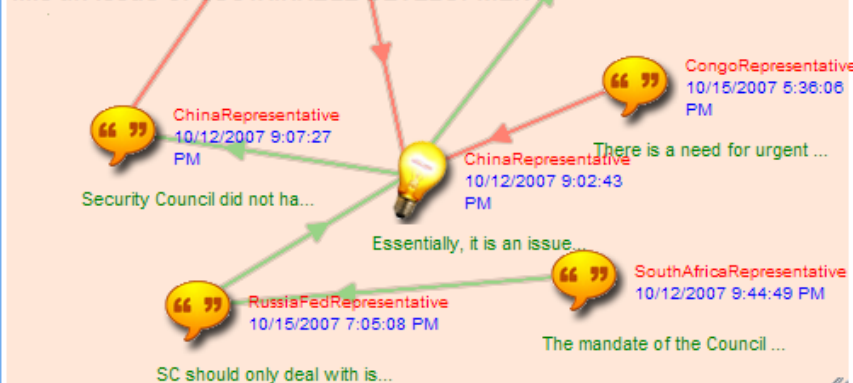 CongoRepresentative
10/15/2007 5:36:06
PM
There is a need for urgent ...
ChinaRepresentative
10/12/2007 9:07:27
PM
Security Council did not ha...
ChinaRepresentative
10/12/2007 9:02:43
PM
Essentially, it is an issue...
SouthAfricaRepresentative
10/12/2007 9:44:49 PM
The mandate of the Council ...
RussiaFedRepresentative
10/15/2007 7:05:08 PM
SC should only deal with is...